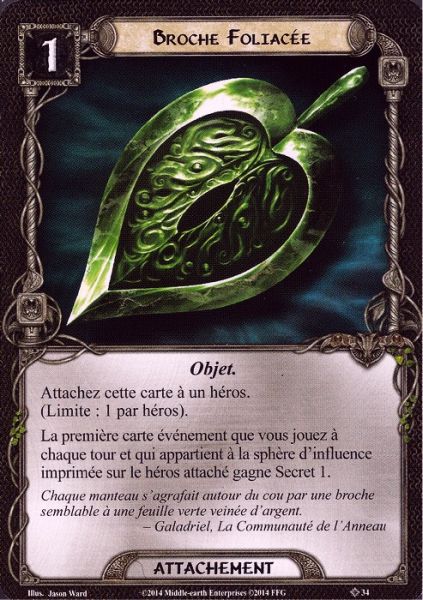 Broche Foliacée
1
Objet.
Attachez cette carte à un héros.
(Limite : 1 par héros).
La première carte événement que vous jouez à
chaque tour et qui appartient à la sphère d'influence
imprimée sur le héros attaché gagne Secret 1.
Chaque manteau s'agrafait autour du cou par une broche
semblable à une feuille verte veinée d'argent.
– Galadriel, La Communauté de l'Anneau
ATTACHEMENT
Illus. Jason Ward ©2014 Middle-earth Enterprises ©2014 FFG 34